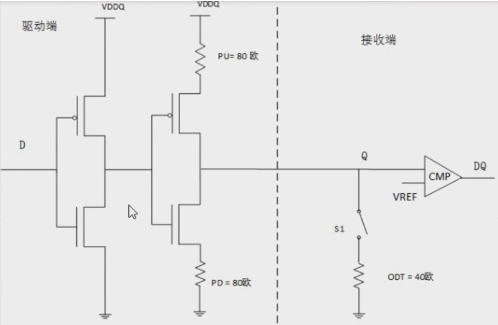 VDDQ
VDDQ
驱动端
接收端
PU= 80 欧
D
Q
DQ
CMP
VREF
S1
ODT = 40欧
PD = 80欧